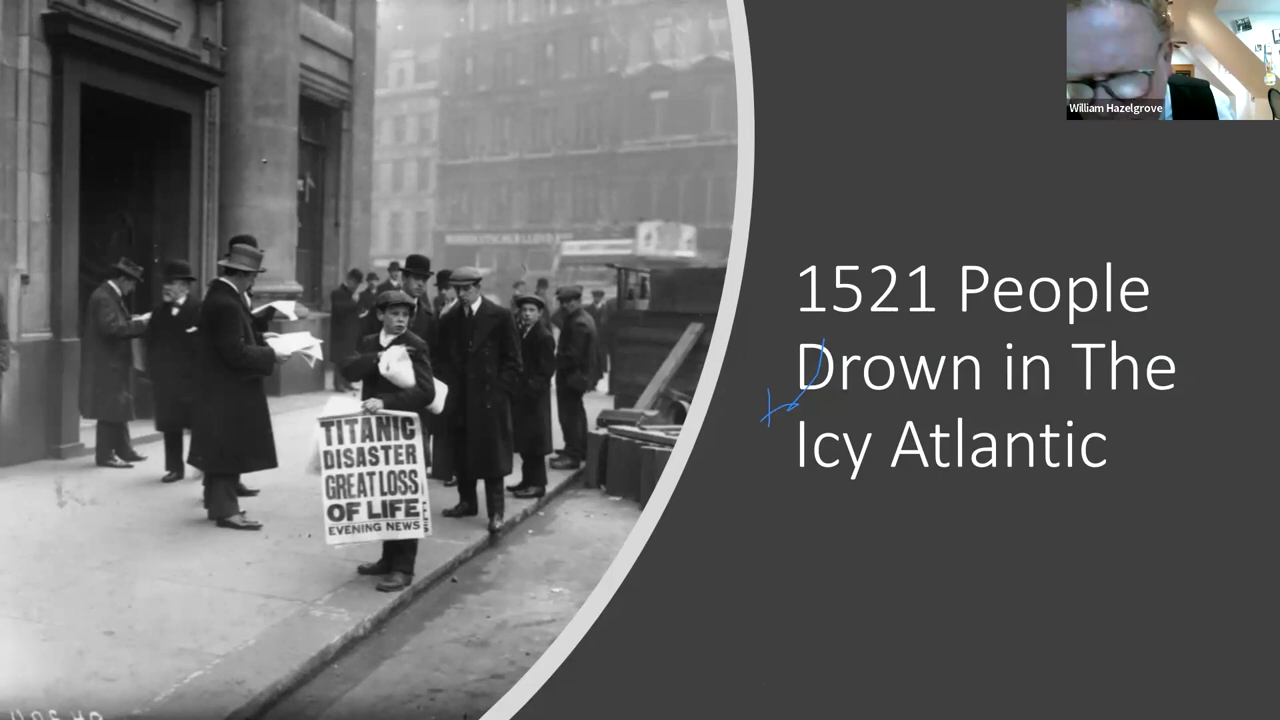 William Hazelgrove
1521 People
Drown in The
Icy Atlantic
TITANIC
DISASTER
GREAT LOSS
OF LIFE
EVENING NEWS